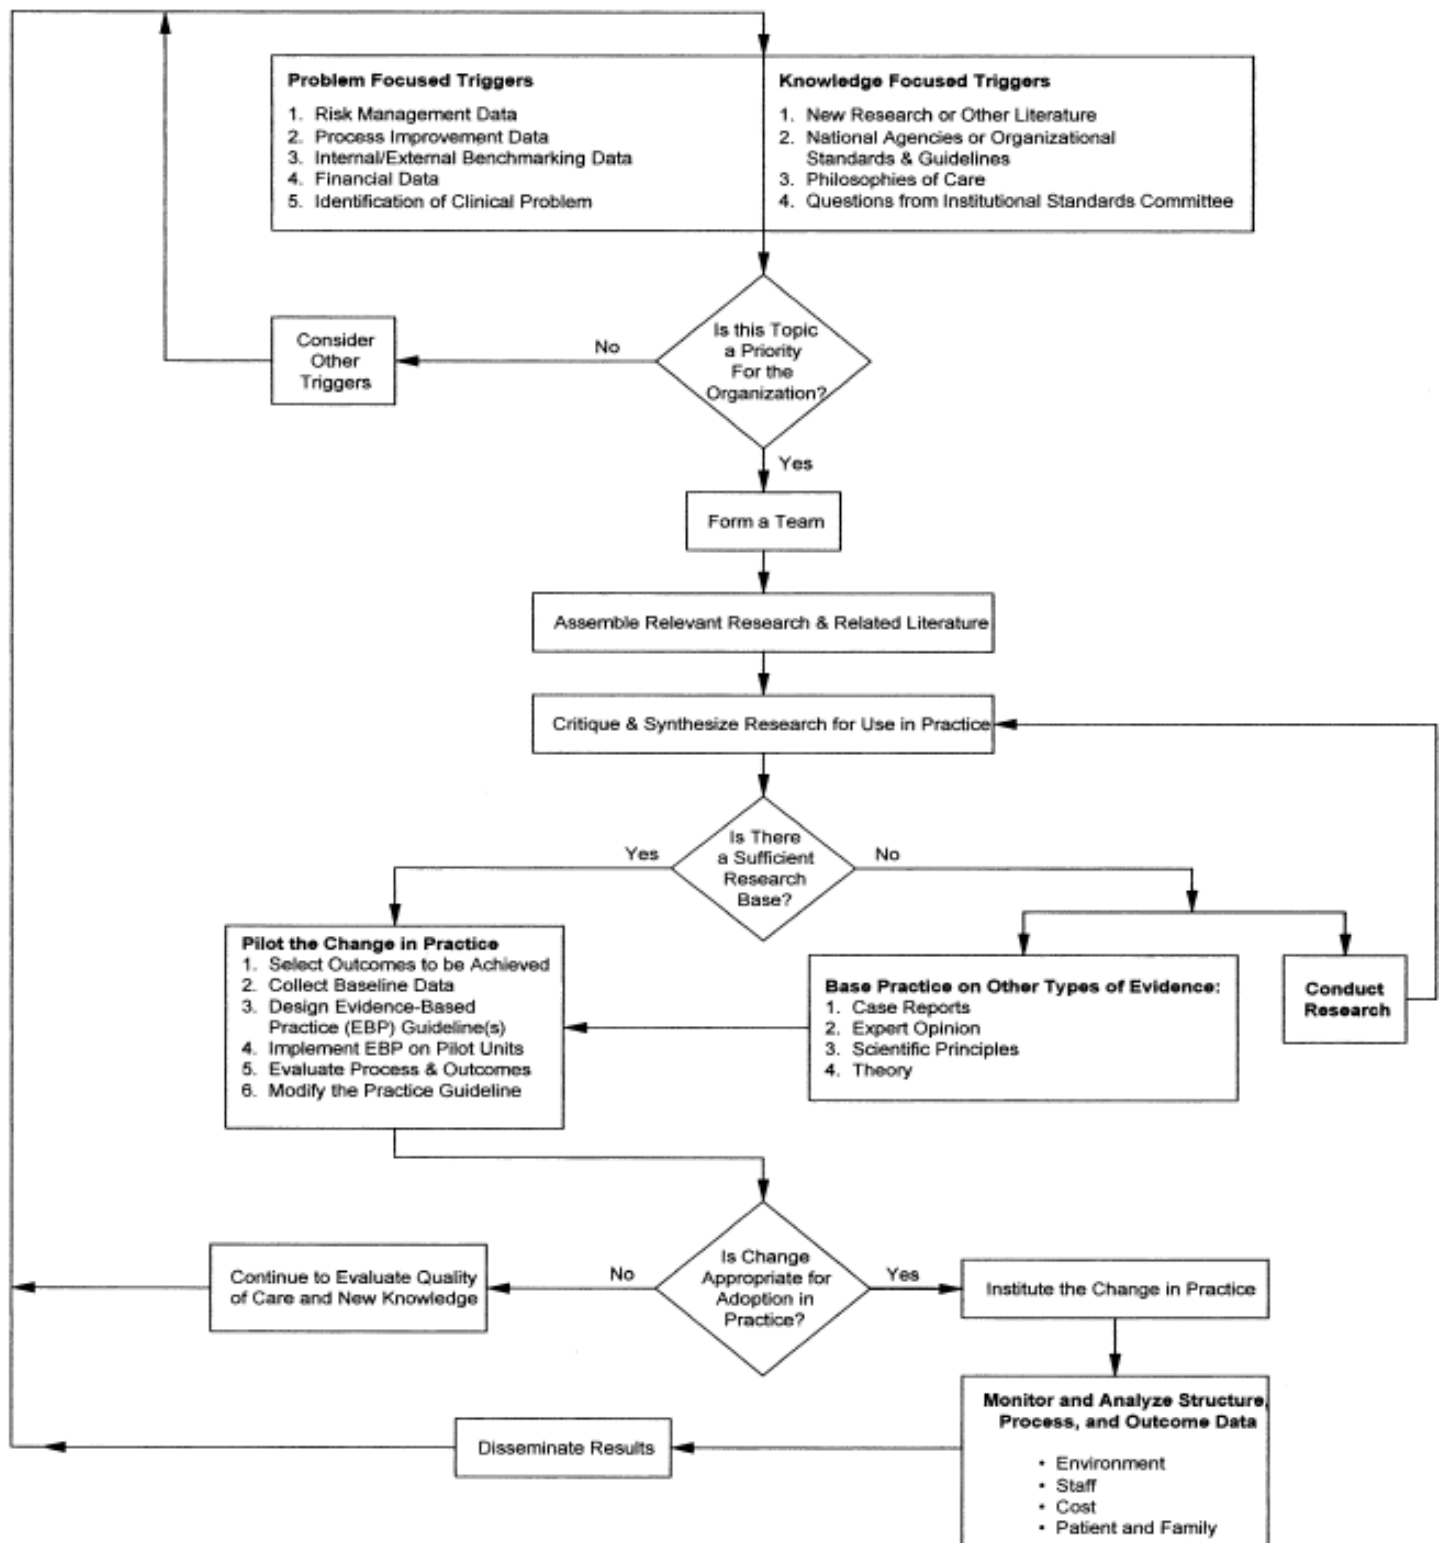 Problem Focused Triggers
1. Risk Management Data
2. Process Improvement Data
3. Internal/External Benchmarking Data
4. Financial Data
5. Identification of Clinical Problem
Knowledge Focused Triggers
1. New Research or Other Literature
2. National Agencies or Organizational
Standards & Guidelines
3. Philosophies of Care
4. Questions from Institutional Standards Committee
Consider
Other
Triggers
No
Is this Topic
a Priority
For the
Organization?
Yes
Form a Team
Assemble Relevant Research & Related Literature
Critique & Synthesize Research for Use in Practice
Yes
Is There
a Sufficient
Research
Base?
No
Pilot the Change in Practice
1. Select Outcomes to be Achieved
2. Collect Baseline Data
3. Design Evidence-Based
Practice (EBP) Guideline(s)
4. Implement EBP on Pilot Units
5. Evaluate Process & Outcomes
6. Modify the Practice Guideline
Base Practice on Other Types of Evidence:
1. Case Reports
2. Expert Opinion
3. Scientific Principles
4. Theory
Conduct
Research
Continue to Evaluate Quality
of Care and New Knowledge
No
Is Change
Appropriate for
Adoption in
Practice?
Yes
Institute the Change in Practice
Monitor and Analyze Structure,
Process, and Outcome Data
• Environment
• Staff
• Cost
• Patient and Family
Disseminate Results